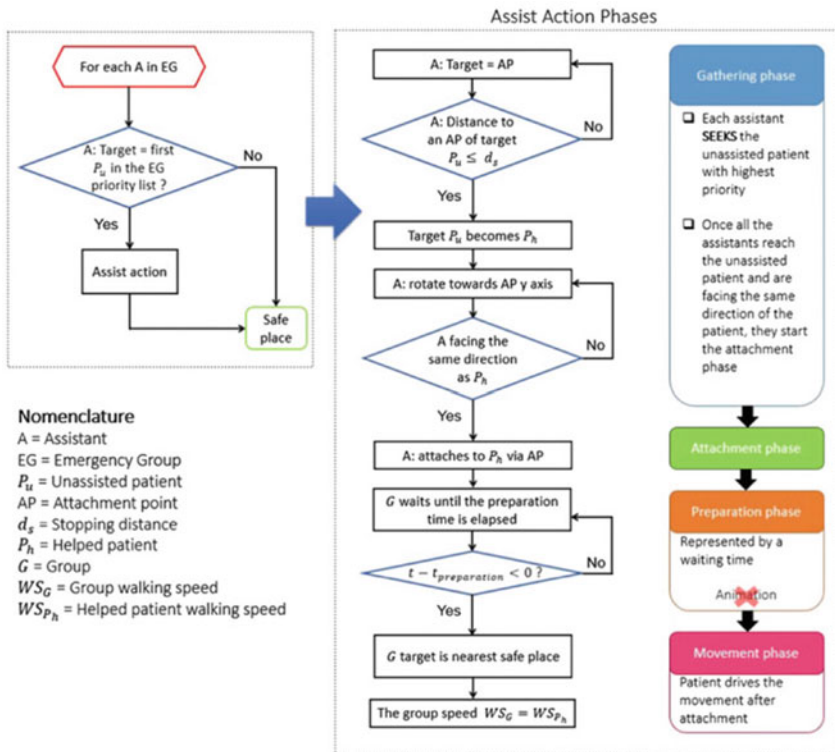 Assist Action Phases
For each A in EG
A: Target = first
P_u in the EG
priority list ?
No
Yes
Assist action
Safe
place
A: Target = AP
A: Distance to
an AP of target
P_u ≤ d_s
No
Yes
Target P_u becomes P_h
A: rotate towards AP y axis
A facing the
same direction
as P_h
No
Yes
A: attaches to P_h via AP
G waits until the preparation
time is elapsed
t − t_preparation < 0 ?
No
Yes
G target is nearest safe place
The group speed WS_G = WS_P_h
Gathering phase
❑ Each assistant
SEEKS the
unassisted patient
with highest
priority
❑ Once all the
assistants reach
the unassisted
patient and are
facing the same
direction of the
patient, they start
the attachment
phase
Attachment phase
Preparation phase
Represented by a
waiting time
Animation
Movement phase
Patient drives the
movement after
attachment
Nomenclature
A = Assistant
EG = Emergency Group
P_u = Unassisted patient
AP = Attachment point
d_s = Stopping distance
P_h = Helped patient
G = Group
WS_G = Group walking speed
WS_P_h = Helped patient walking speed